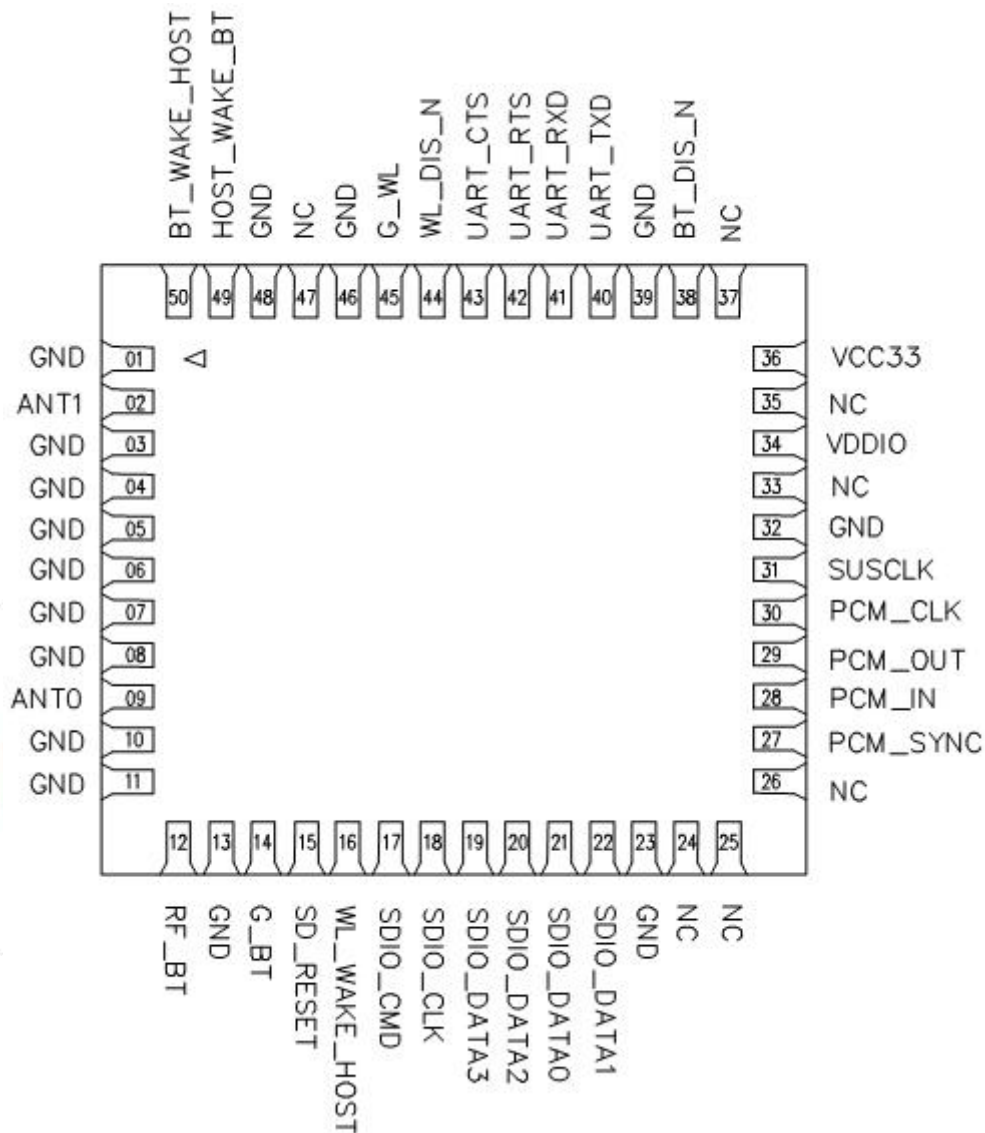 BT_WAKE_HOST
HOST_WAKE_BT
GND
NC
GND
G_WL
WL_DIS_N
UART_CTS
UART_RTS
UART_RXD
UART_TXD
GND
BT_DIS_N
NC
50 49 48 47 46 45 44 43 42 41 40 39 38 37
GND 01 36 VCC33
ANT1 02 35 NC
GND 03 34 VDDIO
GND 04 33 NC
GND 05 32 GND
GND 06 31 SUSCLK
GND 07 30 PCM_CLK
GND 08 29 PCM_OUT
ANT0 09 28 PCM_IN
GND 10 27 PCM_SYNC
GND 11 26 NC
12 13 14 15 16 17 18 19 20 21 22 23 24 25
RF_BT
GND
G_BT
SD_RESET
WL_WAKE_HOST
SDIO_CMD
SDIO_CLK
SDIO_DATA3
SDIO_DATA2
SDIO_DATA0
SDIO_DATA1
GND
NC
NC